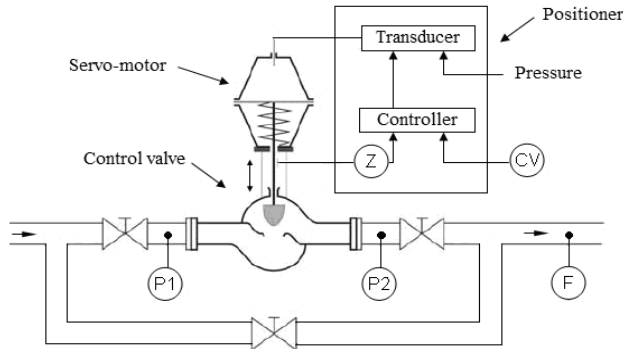 Positioner
Transducer
Servo-motor
Pressure
Controller
Control valve
Z
CV
P1
P2
F